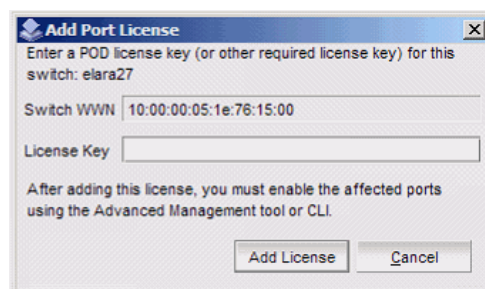 Add Port License
Enter a POD license key (or other required license key) for this
switch: elara27
Switch WWN 10:00:00:05:1e:76:15:00
License Key
After adding this license, you must enable the affected ports
using the Advanced Management tool or CLI.
Add License Cancel